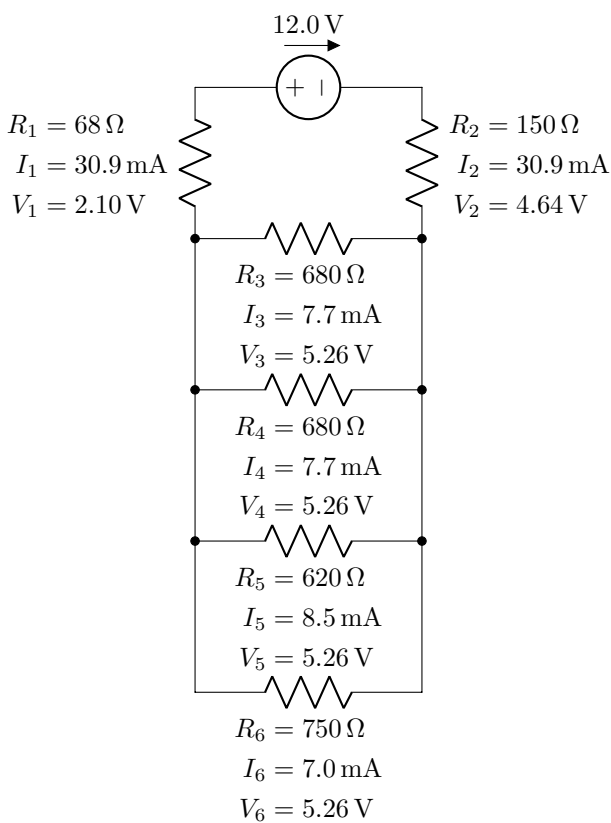 12.0 V
+ −
R₁ = 68 Ω
I₁ = 30.9 mA
V₁ = 2.10 V
R₂ = 150 Ω
I₂ = 30.9 mA
V₂ = 4.64 V
R₃ = 680 Ω
I₃ = 7.7 mA
V₃ = 5.26 V
R₄ = 680 Ω
I₄ = 7.7 mA
V₄ = 5.26 V
R₅ = 620 Ω
I₅ = 8.5 mA
V₅ = 5.26 V
R₆ = 750 Ω
I₆ = 7.0 mA
V₆ = 5.26 V